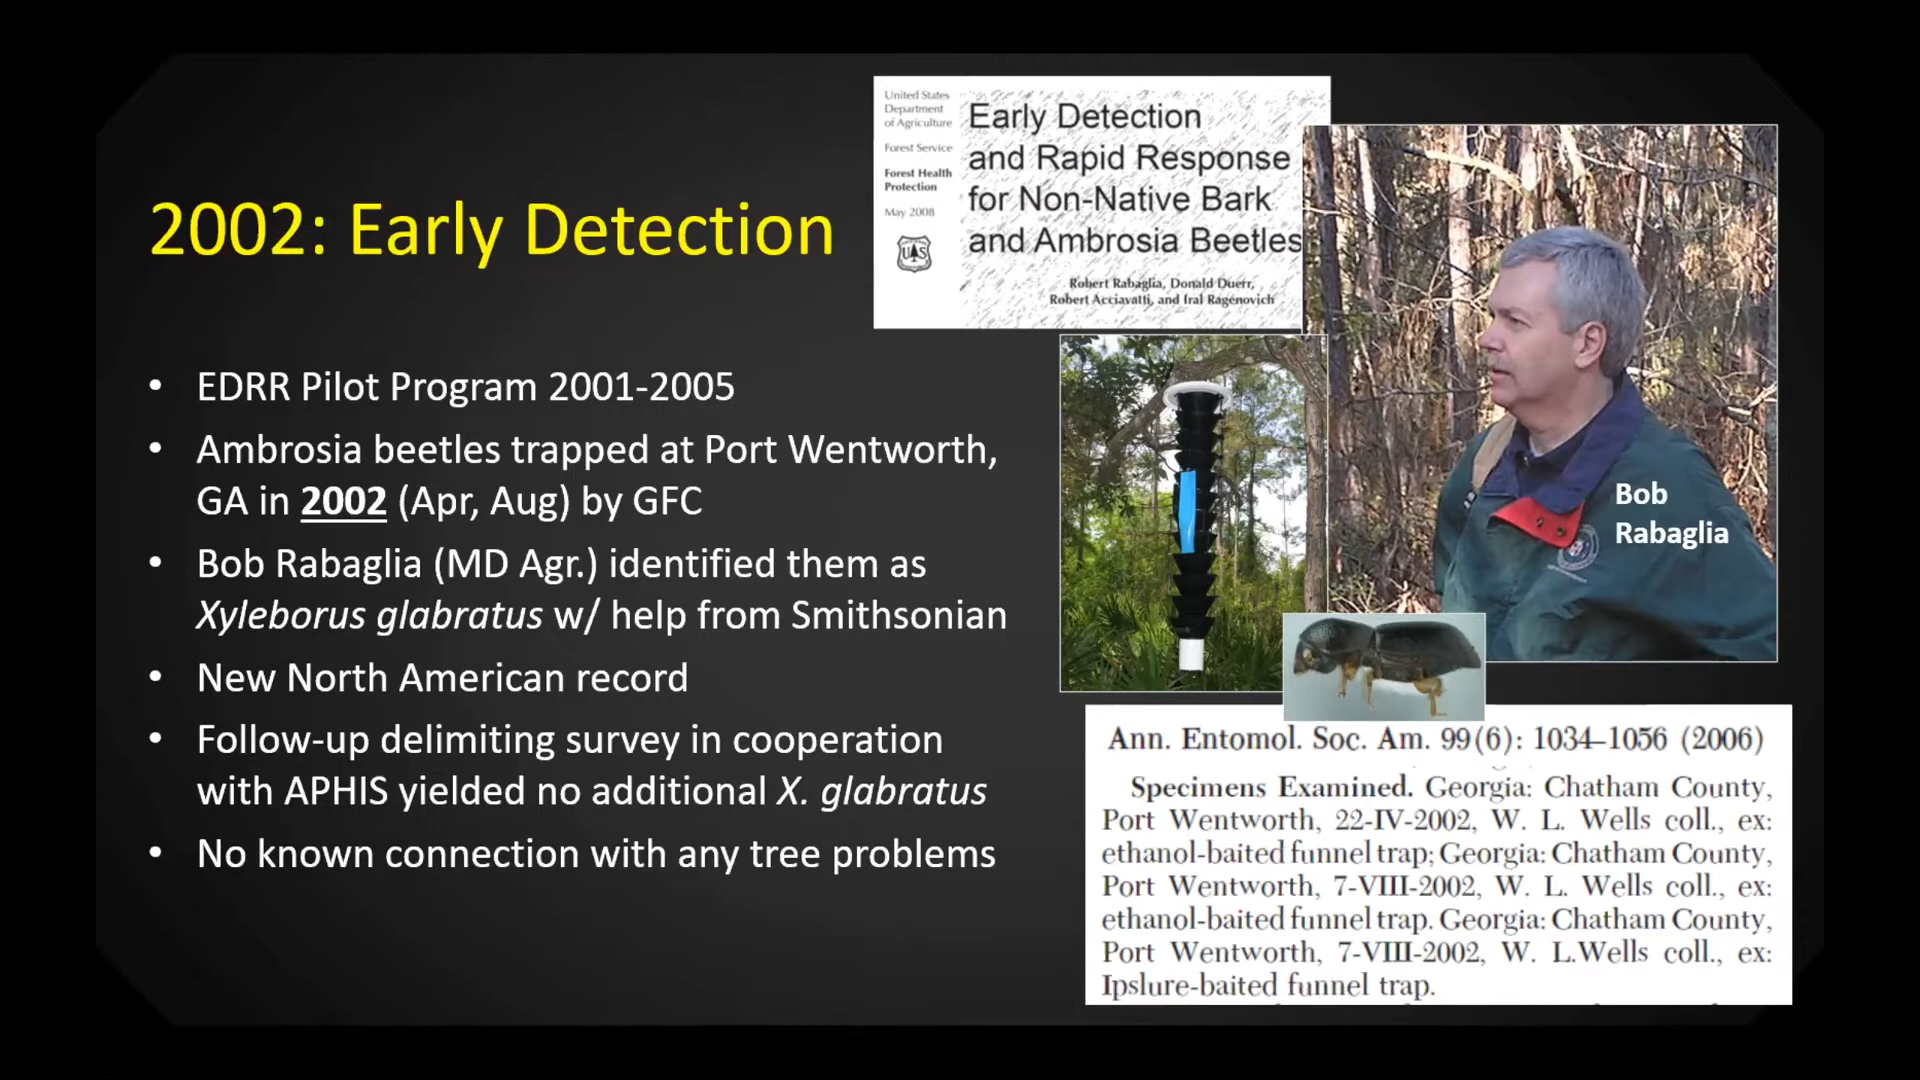 2002: Early Detection
• EDRR Pilot Program 2001-2005
• Ambrosia beetles trapped at Port Wentworth,
GA in 2002 (Apr, Aug) by GFC
• Bob Rabaglia (MD Agr.) identified them as
Xyleborus glabratus w/ help from Smithsonian
• New North American record
• Follow-up delimiting survey in cooperation
with APHIS yielded no additional X. glabratus
• No known connection with any tree problems
United States
Department
of Agriculture
Forest Service
Forest Health
Protection
May 2008
US
Early Detection
and Rapid Response
for Non-Native Bark
and Ambrosia Beetles
Robert Rabaglia, Donald Duerr,
Robert Acciavatti, and Iral Ragenovich
Bob
Rabaglia
Ann. Entomol. Soc. Am. 99(6): 1034–1056 (2006)
Specimens Examined. Georgia: Chatham County,
Port Wentworth, 22-IV-2002, W. L. Wells coll., ex:
ethanol-baited funnel trap; Georgia: Chatham County,
Port Wentworth, 7-VIII-2002, W. L. Wells coll., ex:
ethanol-baited funnel trap. Georgia: Chatham County,
Port Wentworth, 7-VIII-2002, W. L.Wells coll., ex:
Ipslure-baited funnel trap.